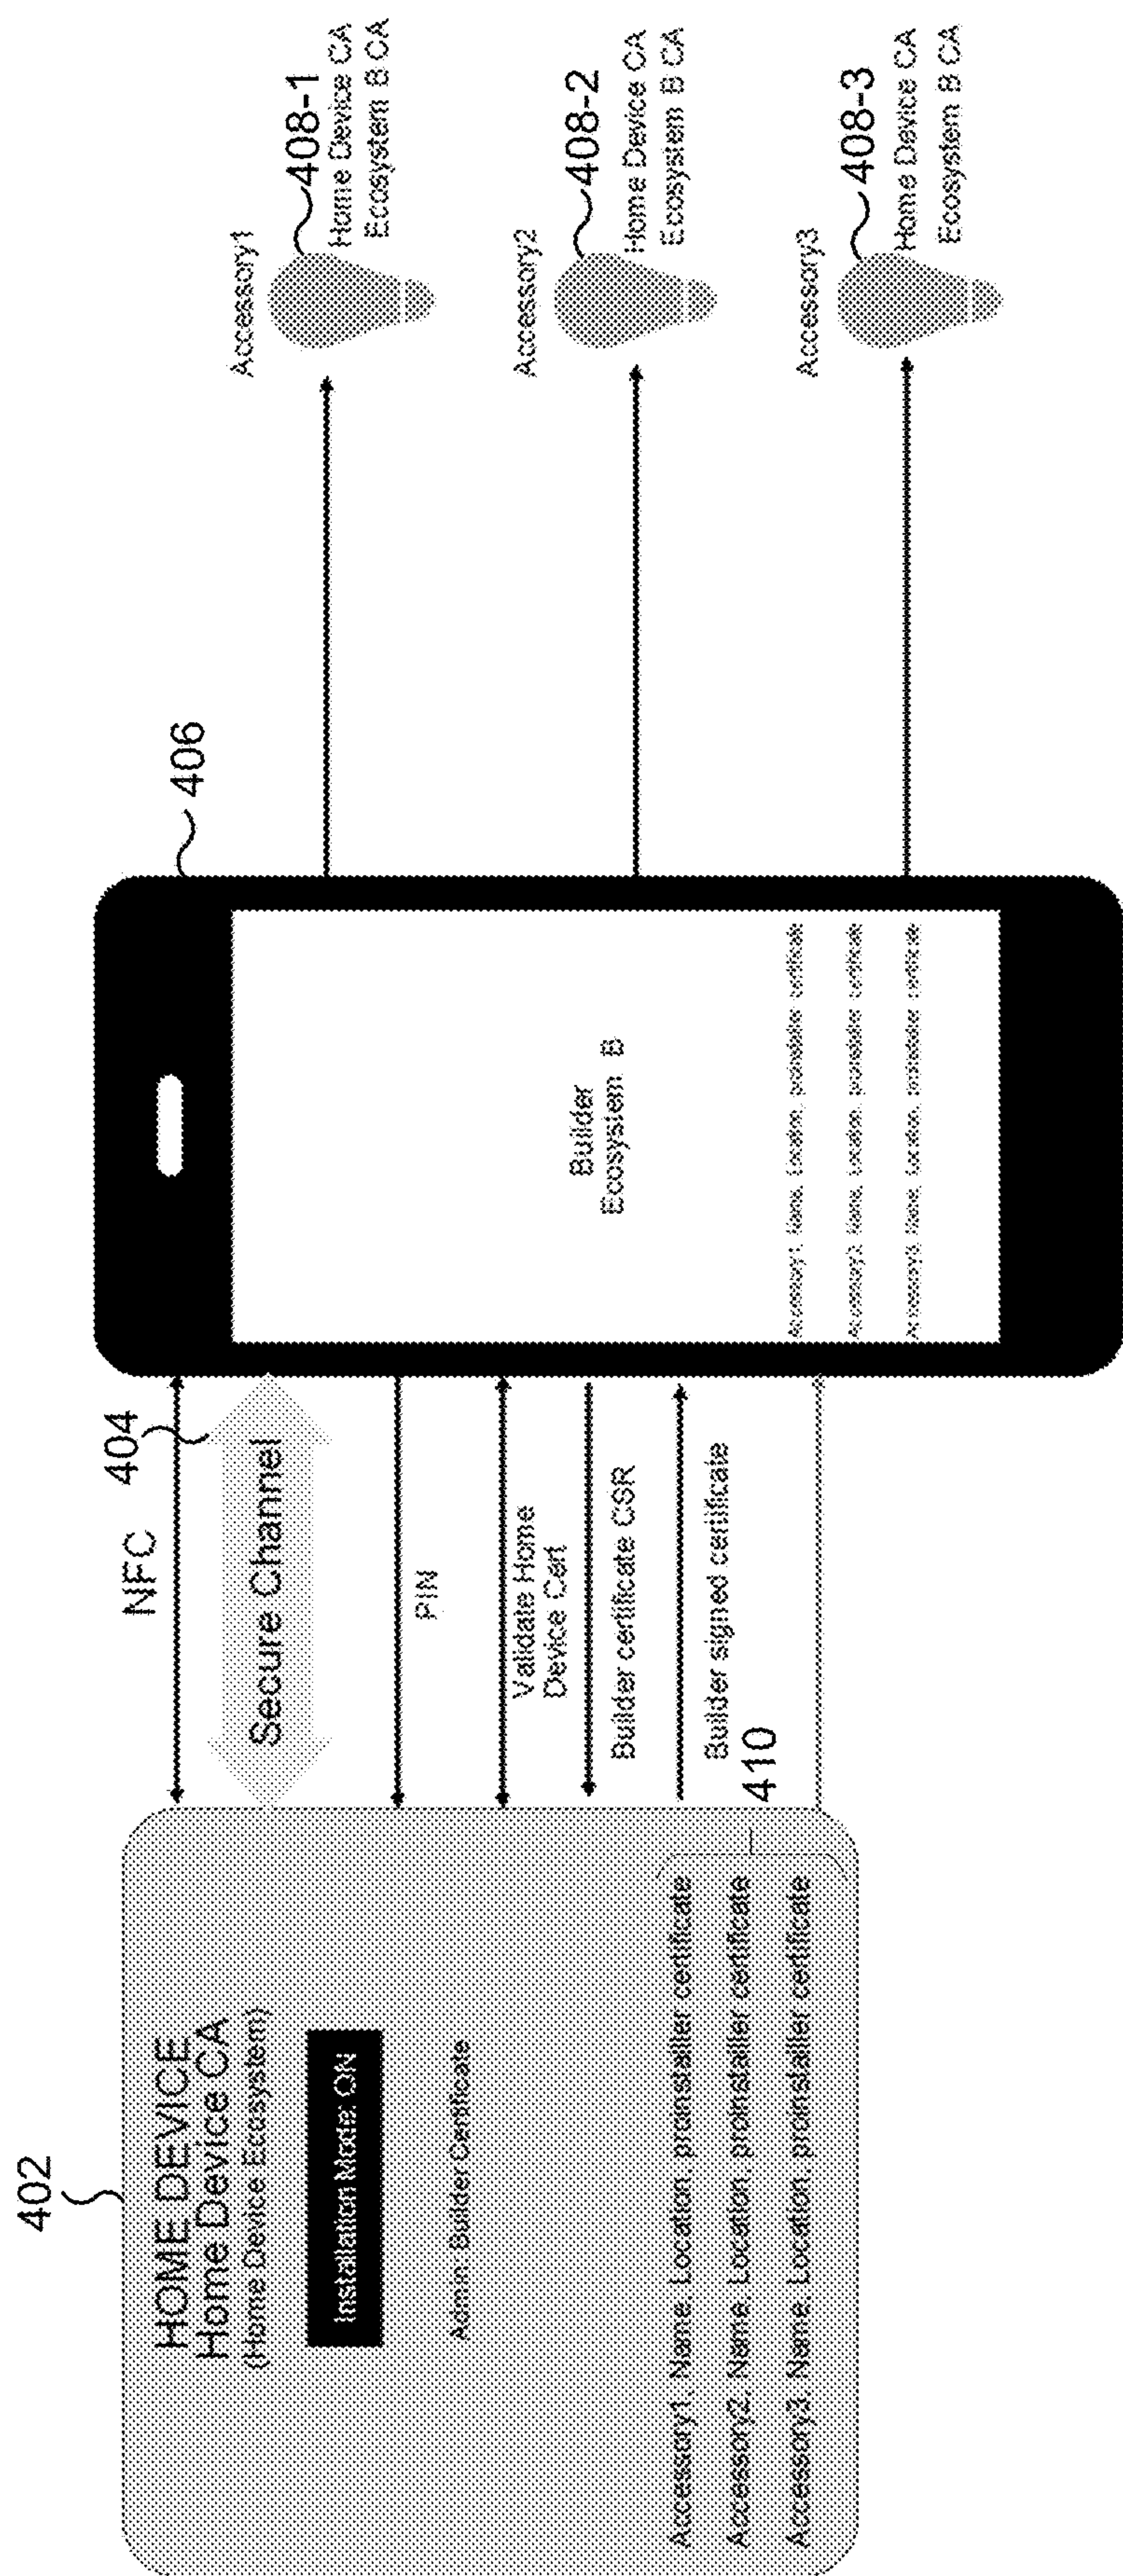 402
HOME DEVICE
Home Device CA
(Home Device Ecosystem)
Installation Mode: ON
Admin: Builder Certificate
Accessory1, Name Location proinstaller certificate
Accessory2, Name Location proinstaller certificate
Accessory3, Name Location proinstaller certificate
410
NFC
404
Secure Channel
PIN
Validate Home
Device Cert
Builder certificate CSR
Builder signed certificate
406
Builder
Ecosystem B
Accessory1, Name, Location, proinstaller certificate
Accessory2, Name, Location, proinstaller certificate
Accessory3, Name, Location, proinstaller certificate
Accessory1
408-1
Home Device CA
Ecosystem B CA
Accessory2
408-2
Home Device CA
Ecosystem B CA
Accessory3
408-3
Home Device CA
Ecosystem B CA